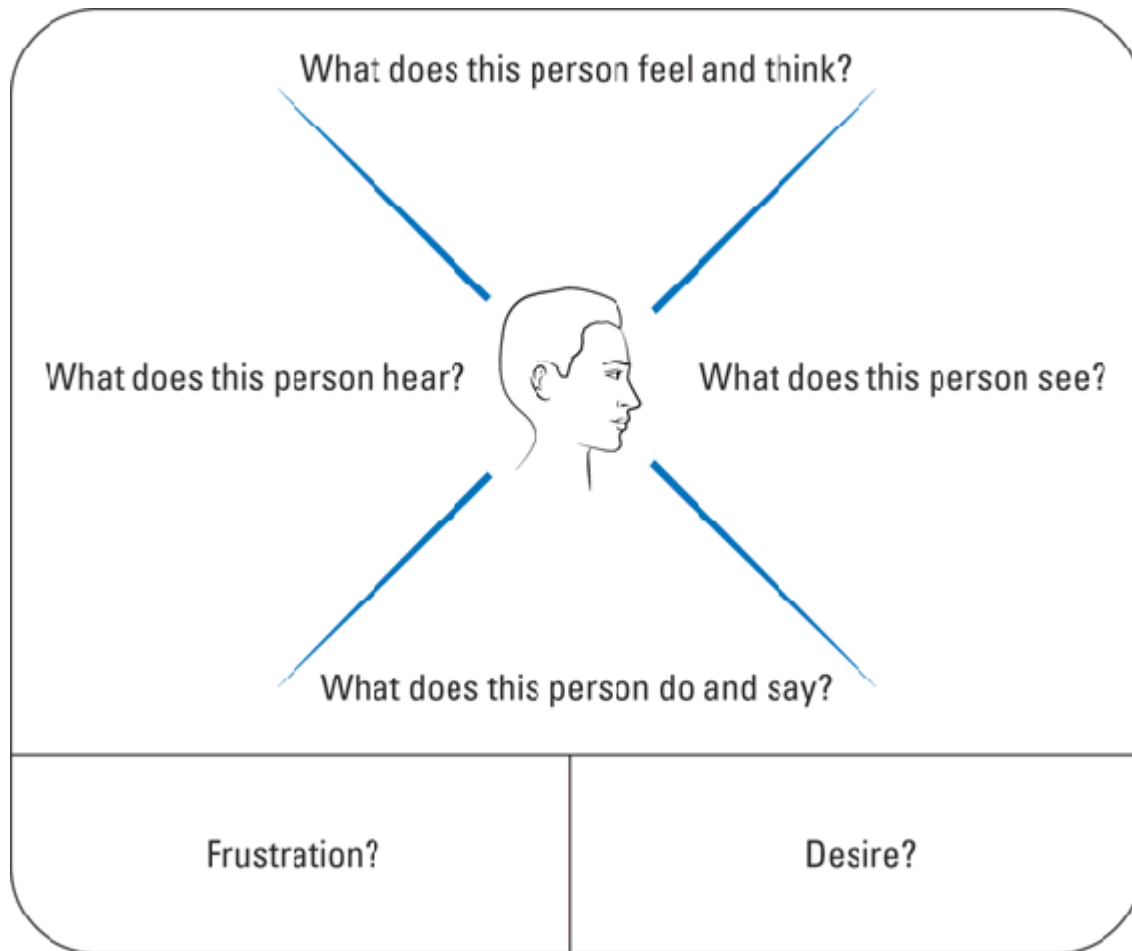 What does this person feel and think?
What does this person hear?
What does this person see?
What does this person do and say?
Frustration?
Desire?